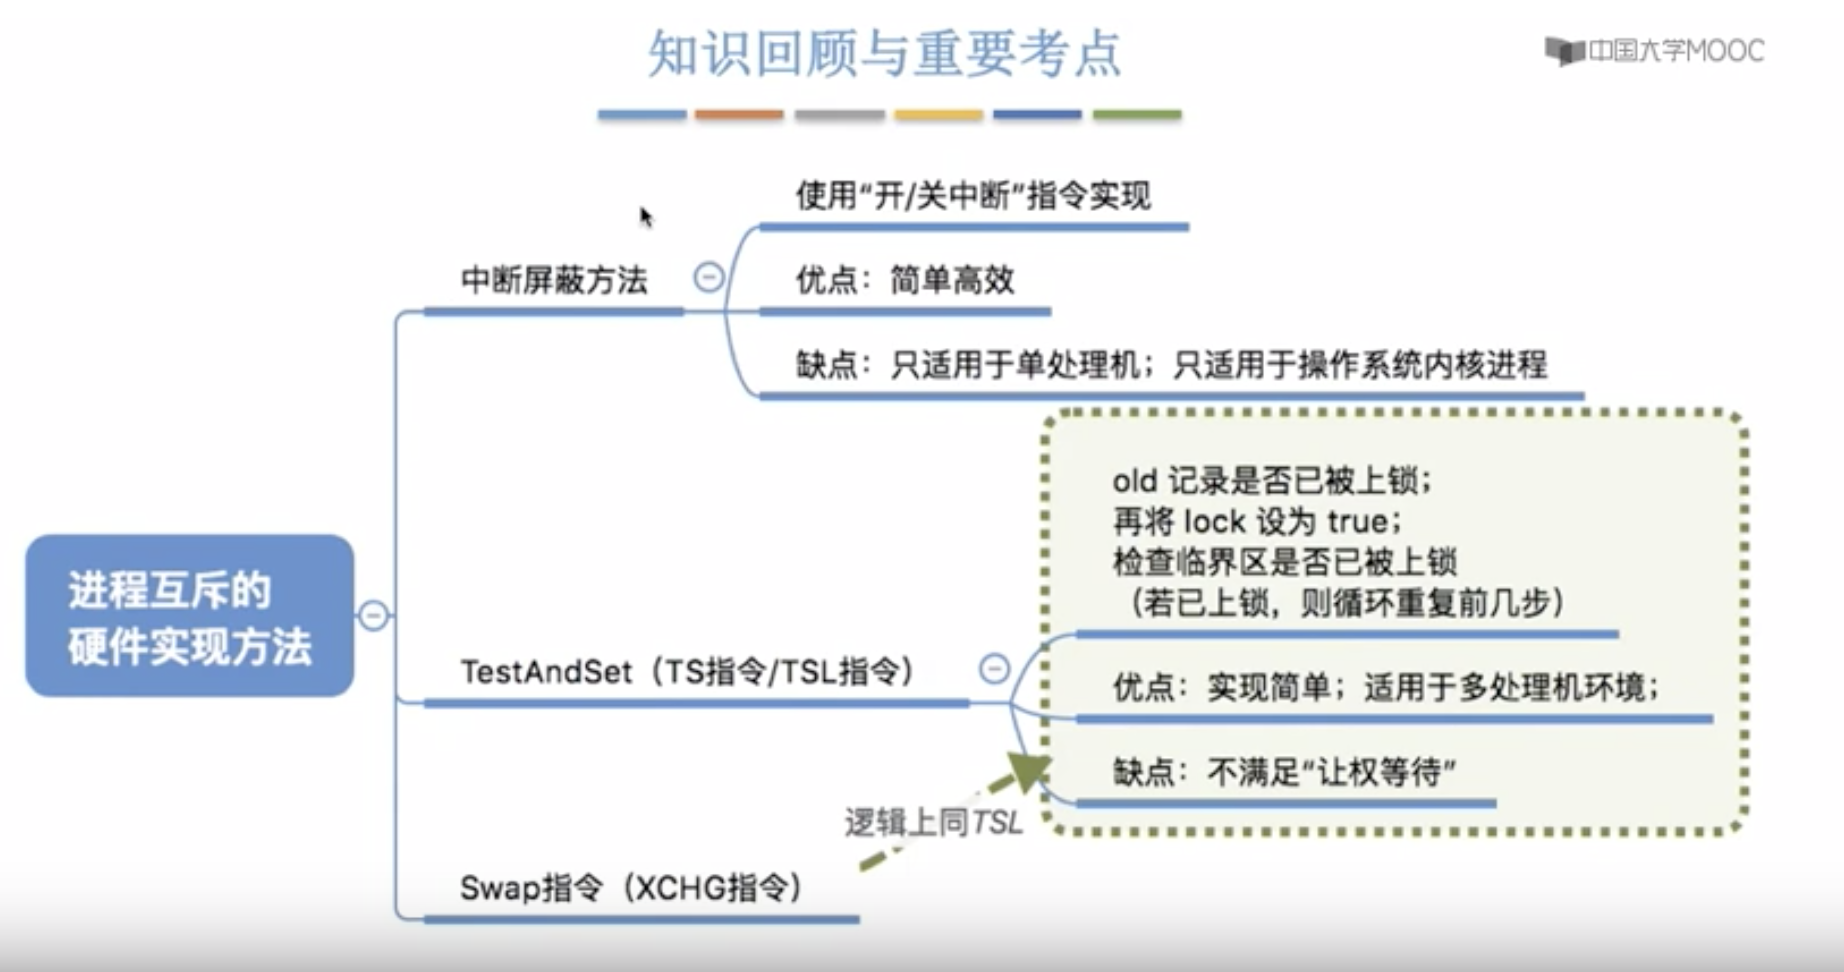 知识回顾与重要考点
中国大学MOOC
使用“开/关中断”指令实现
中断屏蔽方法
优点：简单高效
缺点：只适用于单处理机；只适用于操作系统内核进程
old 记录是否已被上锁；
再将 lock 设为 true；
检查临界区是否已被上锁
（若已上锁，则循环重复前几步）
进程互斥的
硬件实现方法
TestAndSet（TS指令/TSL指令）
优点：实现简单；适用于多处理机环境；
缺点：不满足“让权等待”
逻辑上同TSL
Swap指令（XCHG指令）